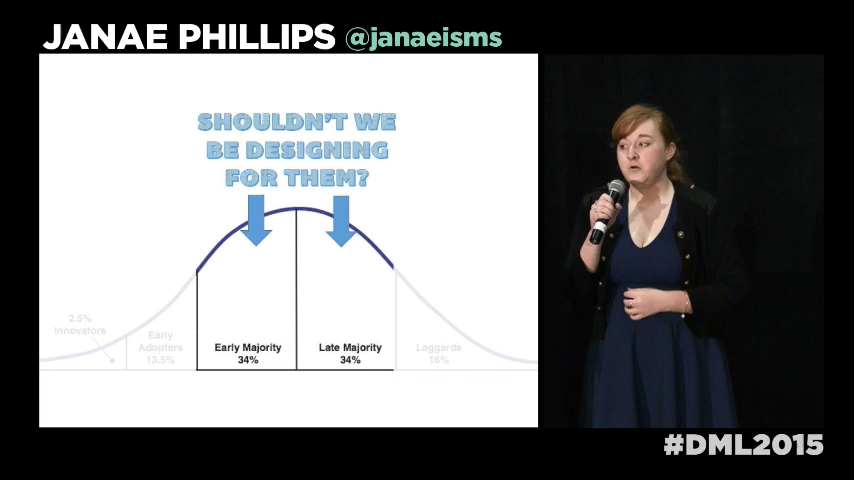 JANAE PHILLIPS @janaeisms
SHOULDN'T WE
BE DESIGNING
FOR THEM?
2.5%
Innovators
Early
Adopters
13.5%
Early Majority
34%
Late Majority
34%
Laggards
16%
#DML2015